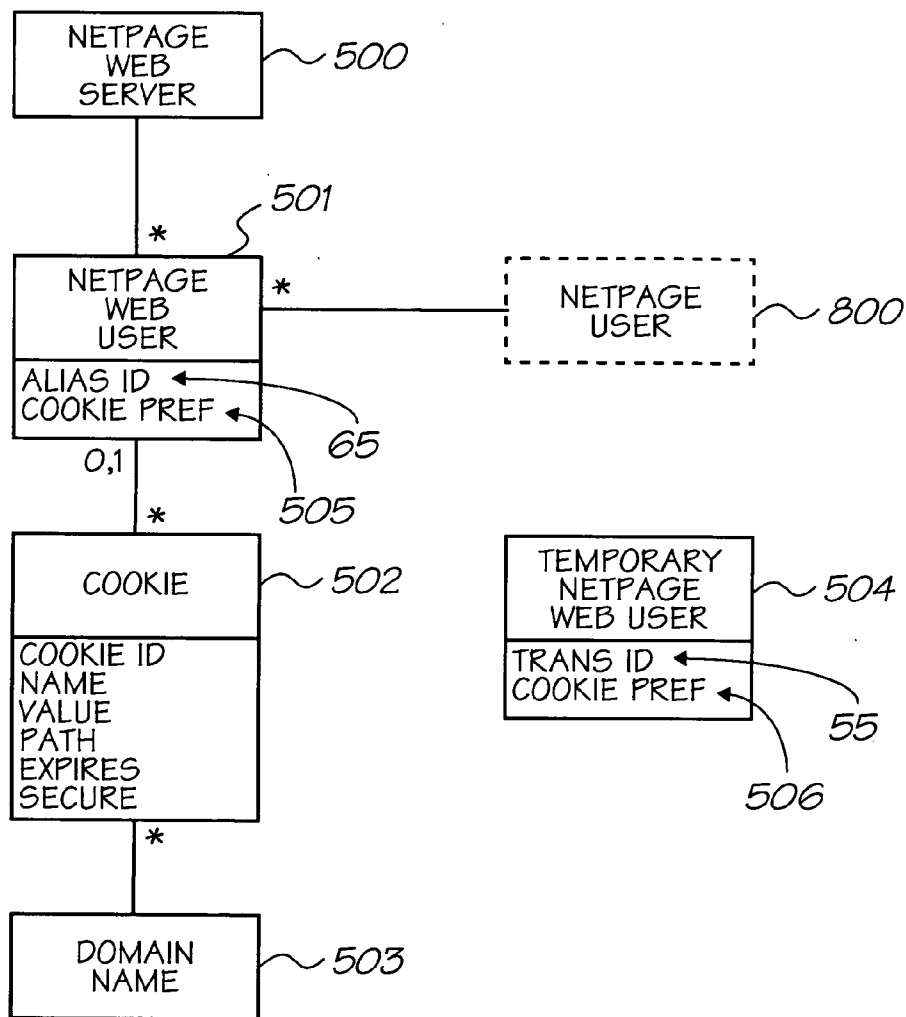 NETPAGE
WEB
SERVER
500
*
501
NETPAGE
WEB
USER
*
NETPAGE
USER
800
ALIAS ID
COOKIE PREF
65
505
0,1
*
COOKIE
502
COOKIE ID
NAME
VALUE
PATH
EXPIRES
SECURE
TEMPORARY
NETPAGE
WEB USER
504
TRANS ID
COOKIE PREF
55
506
*
DOMAIN
NAME
503